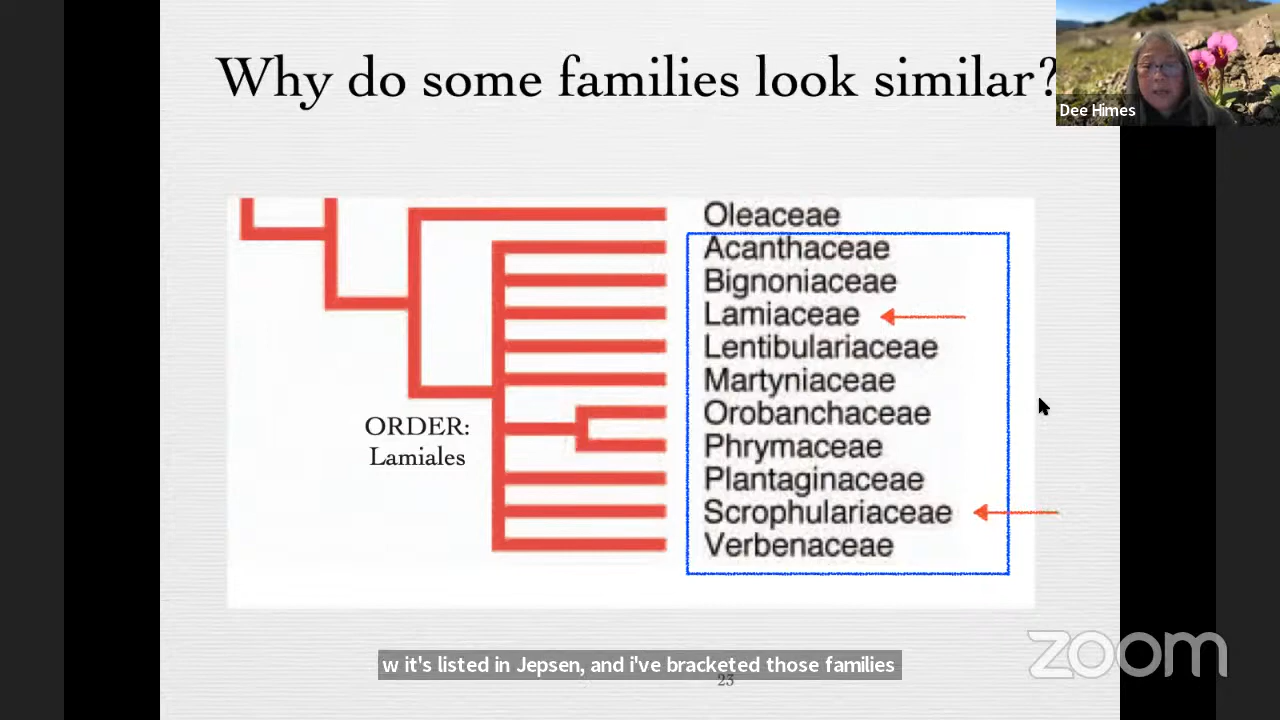 Why do some families look similar?
Dee Himes
Oleaceae
Acanthaceae
Bignoniaceae
Lamiaceae
Lentibulariaceae
Martyniaceae
ORDER:
Lamiales
Orobanchaceae
Phrymaceae
Plantaginaceae
Scrophulariaceae
Verbenaceae
w it's listed in Jepsen, and i've bracketed those families
23
zoom